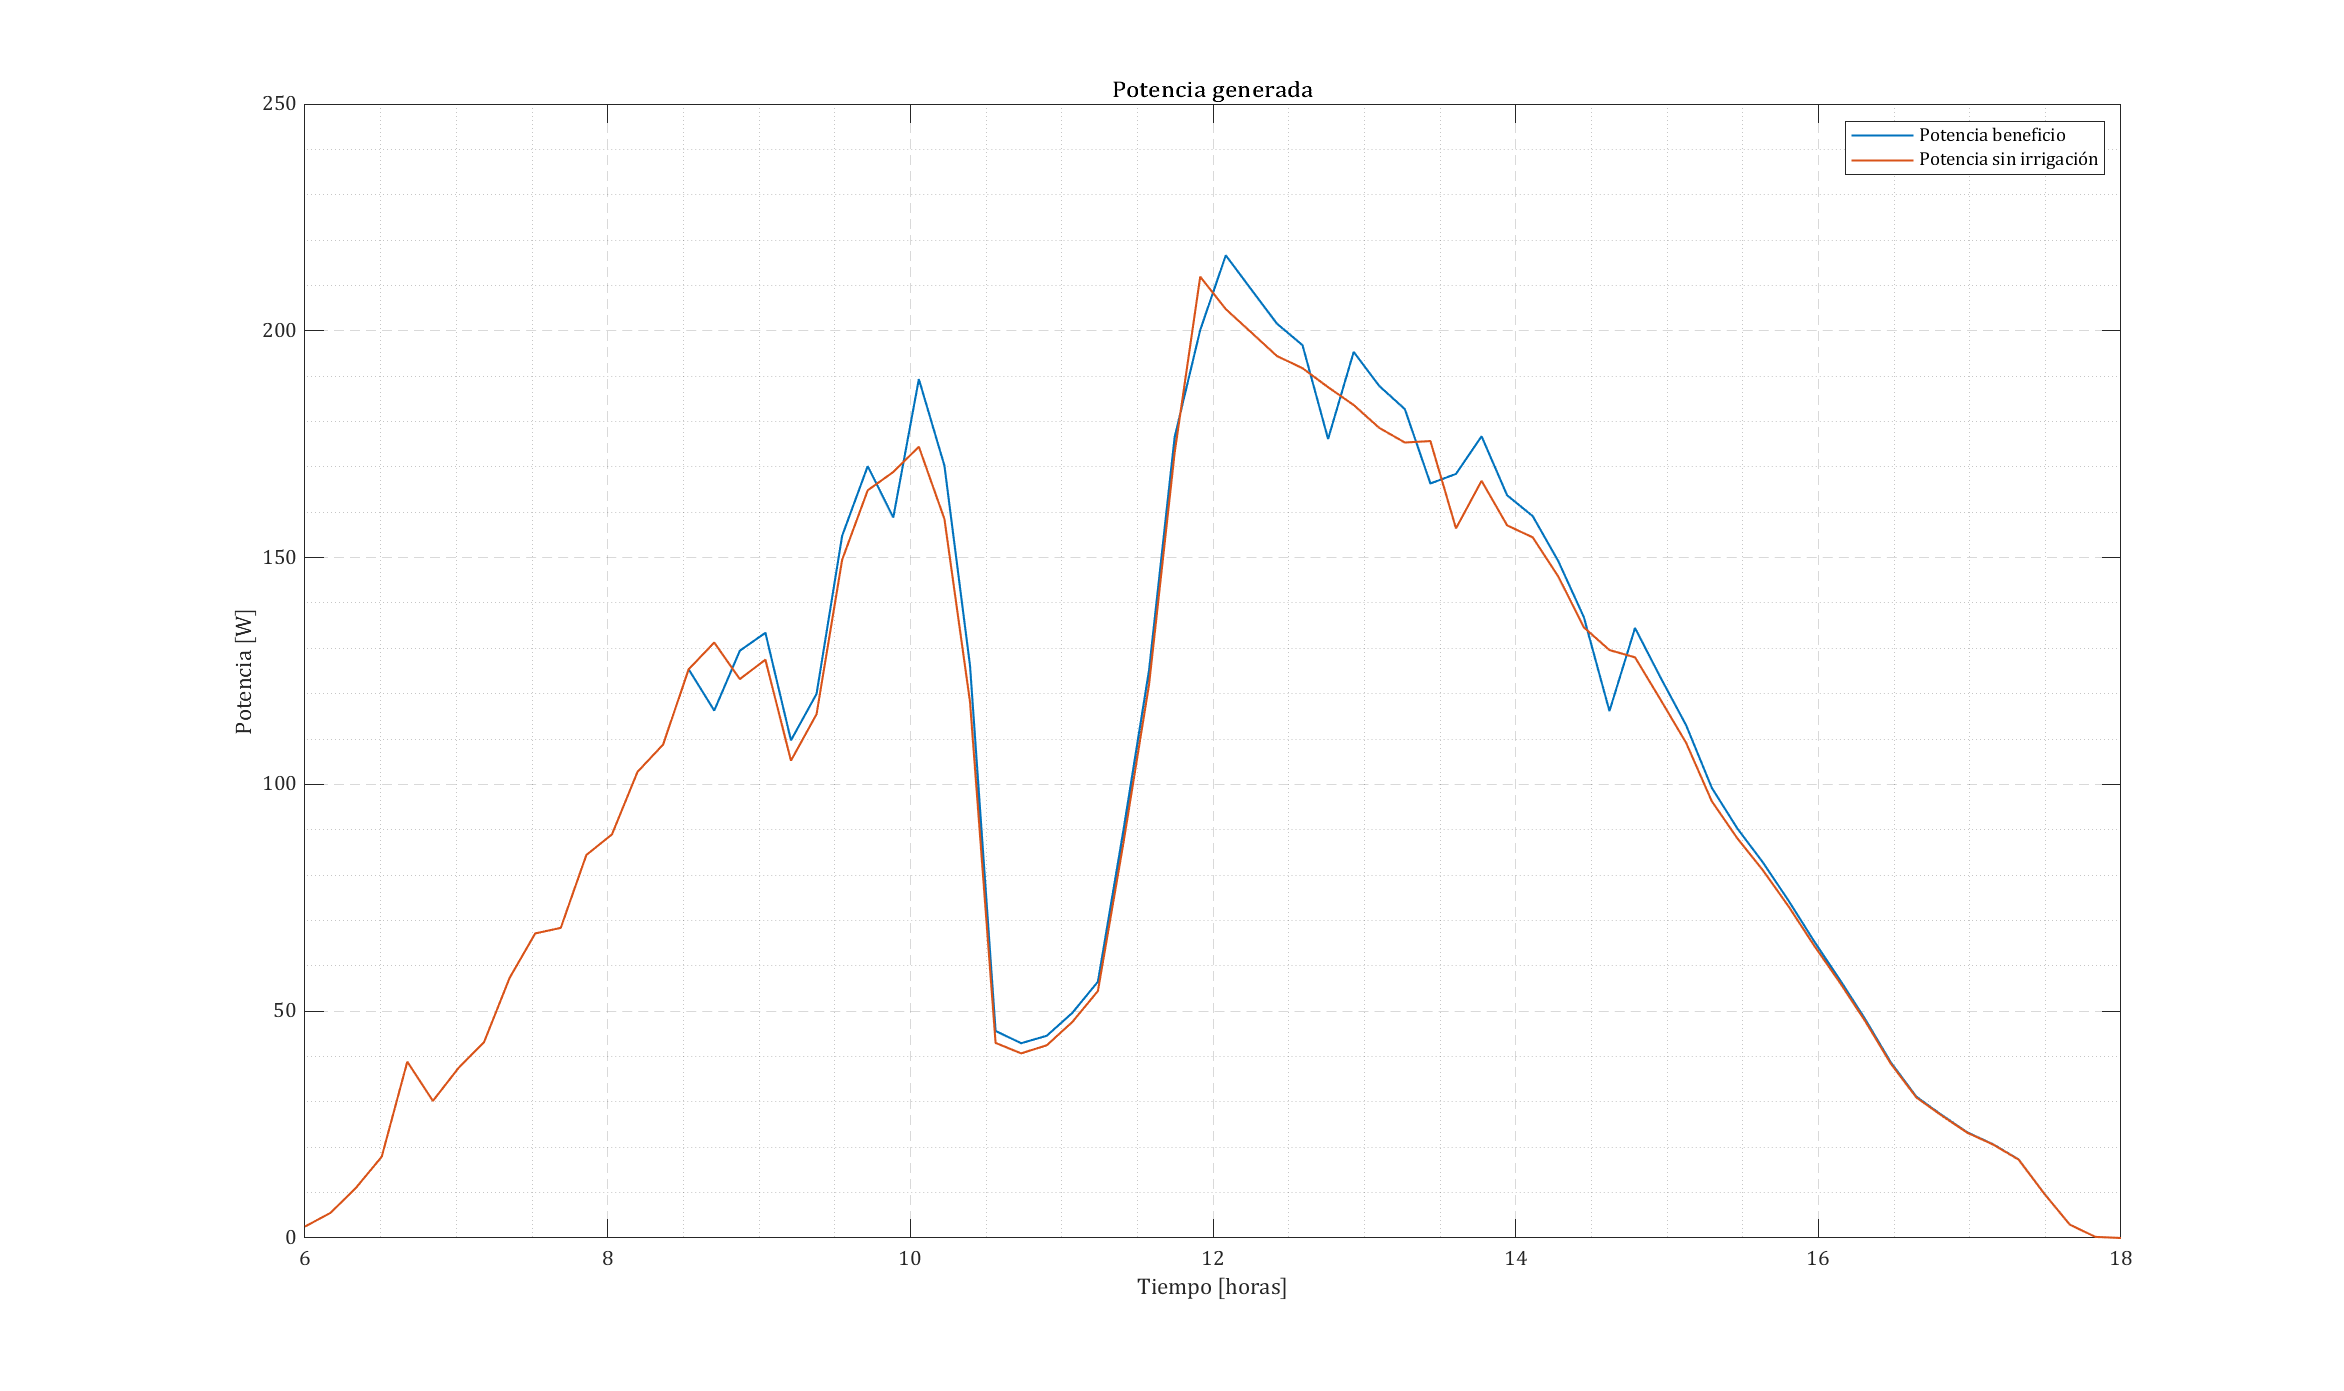 Potencia generada
250
200
150
100
50
0
Potencia [W]
Potencia beneficio
Potencia sin irrigación
6 8 10 12 14 16 18
Tiempo [horas]